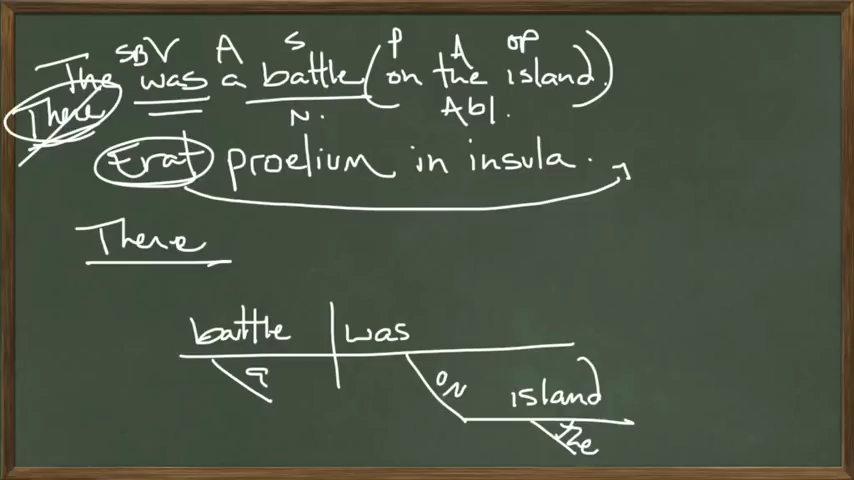 SBV A S P A OP
The was a battle (on the island.)
There N. Abl.
Erat proelium in insula.
There
battle was
a on island
the